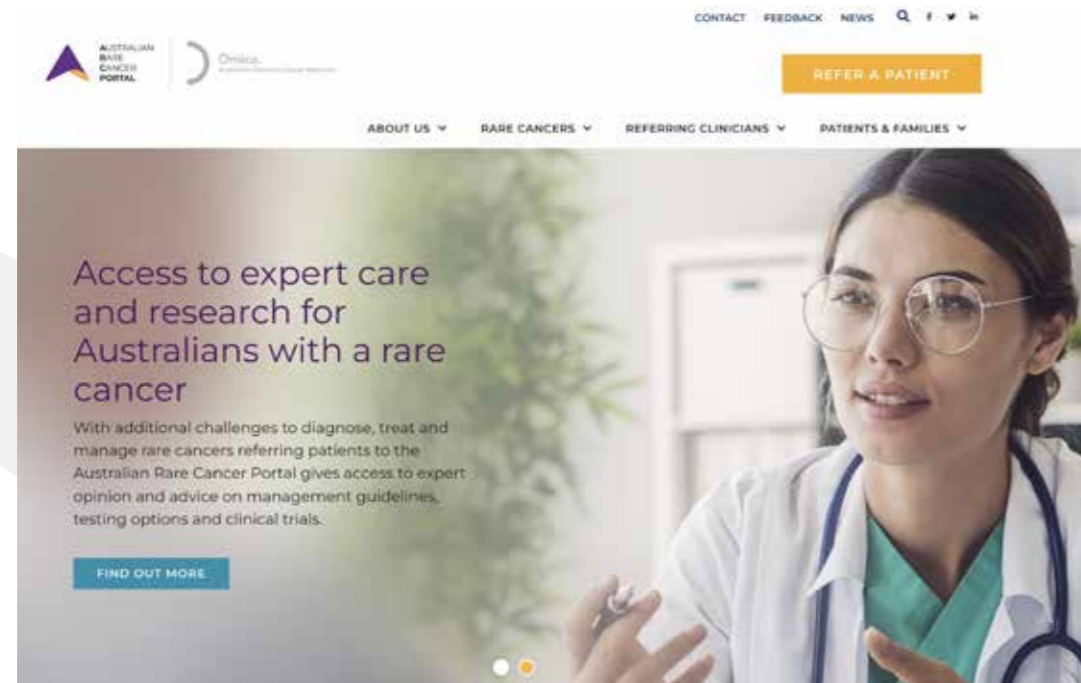 CONTACT FEEDBACK NEWS
AUSTRALIAN
RARE
CANCER
PORTAL
Omico.
REFER A PATIENT
ABOUT US RARE CANCERS REFERRING CLINICIANS PATIENTS & FAMILIES
Access to expert care
and research for
Australians with a rare
cancer
With additional challenges to diagnose, treat and
manage rare cancers referring patients to the
Australian Rare Cancer Portal gives access to expert
opinion and advice on management guidelines,
testing options and clinical trials.
FIND OUT MORE